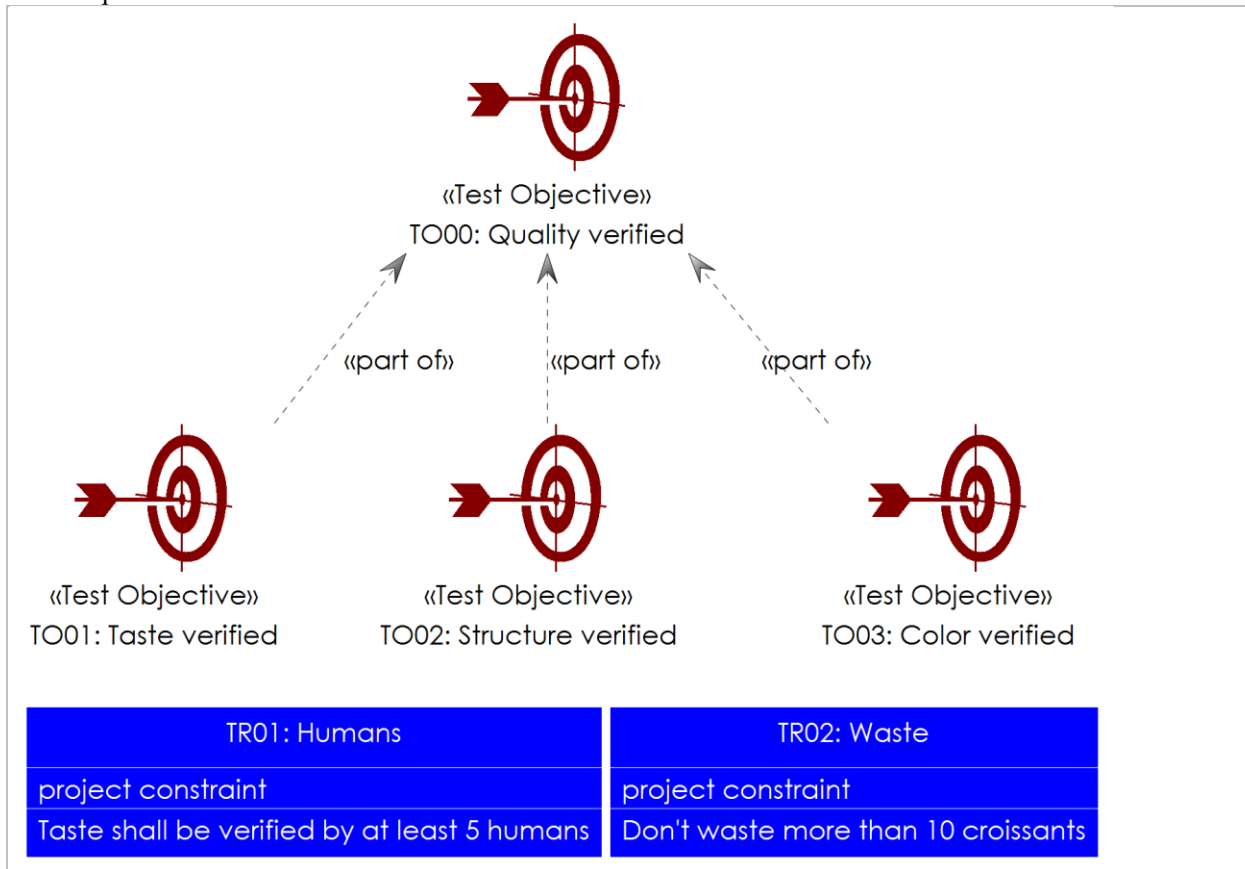 «Test Objective»
TO00: Quality verified
«part of»
«part of»
«part of»
«Test Objective»
TO01: Taste verified
«Test Objective»
TO02: Structure verified
«Test Objective»
TO03: Color verified
TR01: Humans
project constraint
Taste shall be verified by at least 5 humans
TR02: Waste
project constraint
Don't waste more than 10 croissants